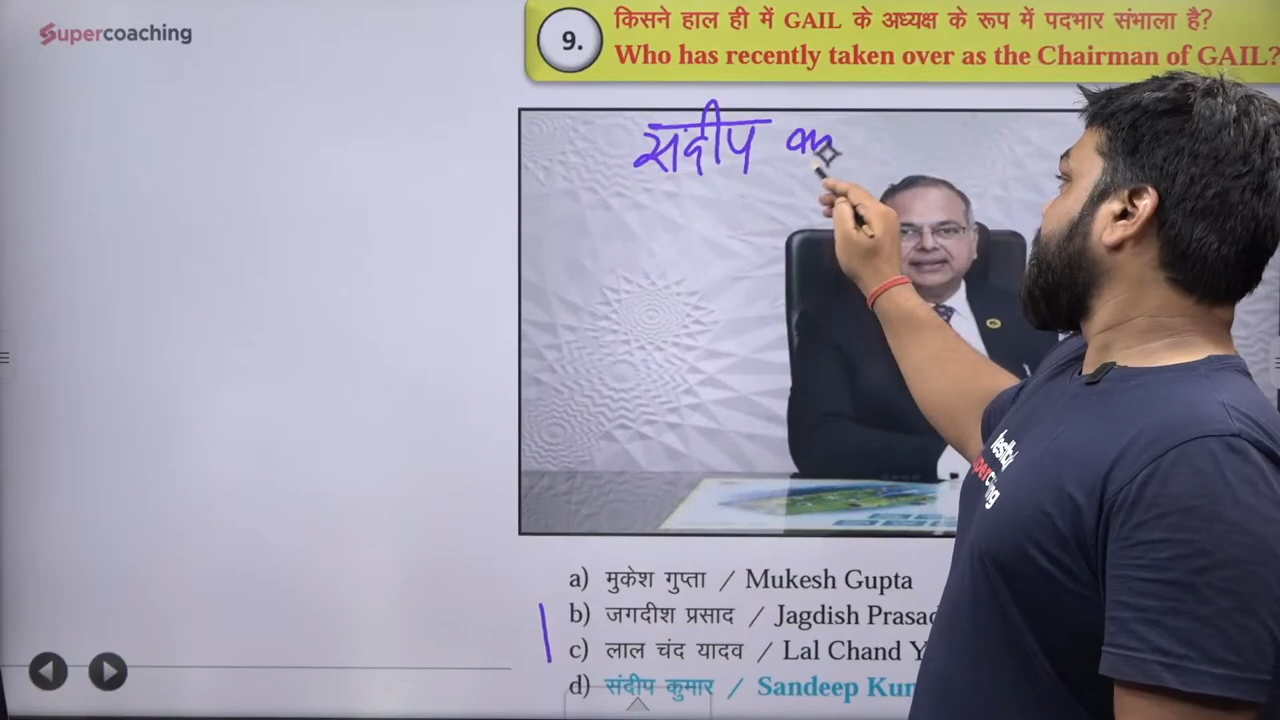 Supercoaching
9.
किसने हाल ही में GAIL के अध्यक्ष के रूप में पदभार संभाला है?
Who has recently taken over as the Chairman of GAIL?
संदीप
a) मुकेश गुप्ता / Mukesh Gupta
b) जगदीश प्रसाद / Jagdish
c) लाल चंद यादव / Lal Chand
d) संदीप कुमार / Sandeep